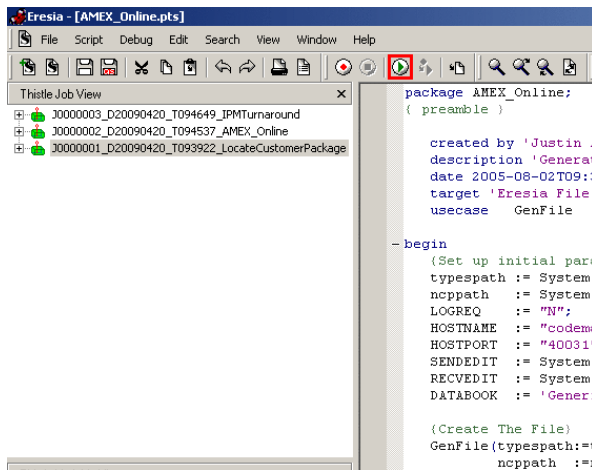 Eresia - [AMEX_Online.pts]
File Script Debug Edit Search View Window Help
Thistle Job View
J0000003_D20090420_T094649_IPMTurnaround
J0000002_D20090420_T094537_AMEX_Online
J0000001_D20090420_T093922_LocateCustomerPackage
package AMEX_Online;
{ preamble }
created by 'Justin
description 'Genera
date 2005-08-02T09:
target 'Eresia File
usecase GenFile
begin
{Set up initial par
typespath := System
ncppath := System
LOGREQ := "N";
HOSTNAME := "codem
HOSTPORT := "40031"
SENDEDIT := System
RECVEDIT := System
DATABOOK := 'Gener
{Create The File}
GenFile(typespath:=
ncppath :=